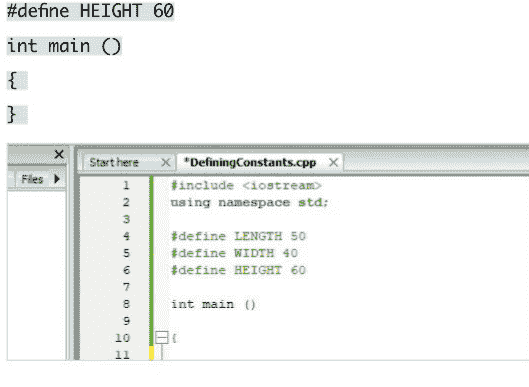 #define HEIGHT 60
int main ()
{
}
Files
Start here
*DefiningConstants.cpp
1 #include <iostream>
2 using namespace std;
3
4 #define LENGTH 50
5 #define WIDTH 40
6 #define HEIGHT 60
7
8 int main ()
9
10 {
11